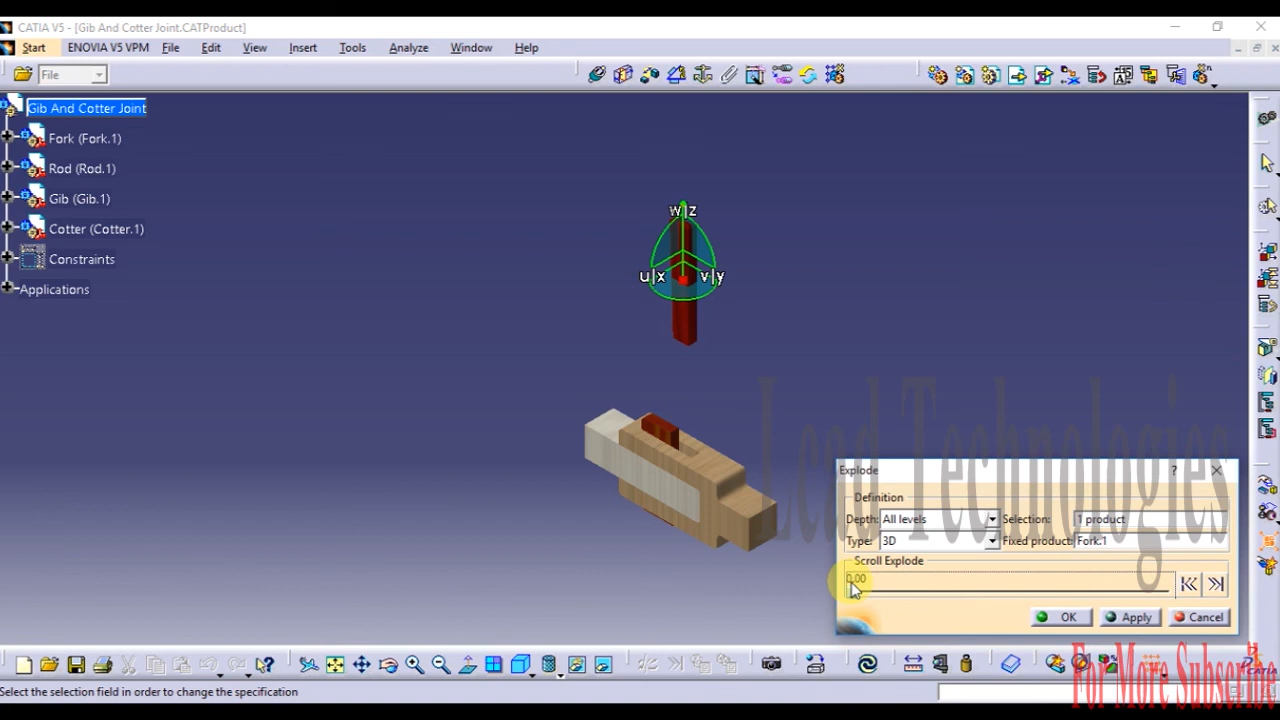 CATIA V5 - [Gib And Cotter Joint.CATProduct]
Start ENOVIA V5 VPM File Edit View Insert Tools Analyze Window Help
File
Gib And Cotter Joint
Fork (Fork.1)
Rod (Rod.1)
Gib (Gib.1)
Cotter (Cotter.1)
Constraints
Applications
w|z
u|x v|y
Lead Technologies
Explode
Definition
Depth: All levels Selection: 1 product
Type: 3D Fixed product: Fork.1
Scroll Explode
0.00
OK Apply Cancel
For More Subscribe
CATIA
Select the selection field in order to change the specification